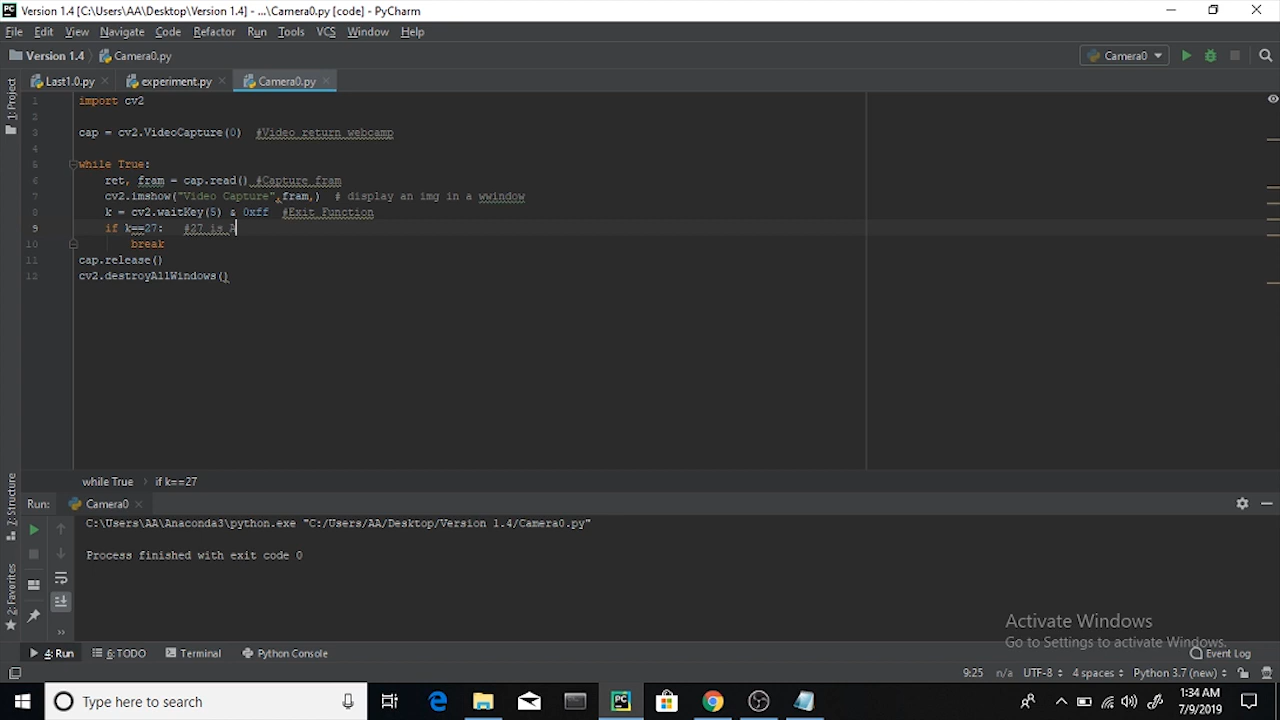 Version 1.4 [C:\Users\AA\Desktop\Version 1.4] - ...\Camera0.py [code] - PyCharm
File Edit View Navigate Code Refactor Run Tools VCS Window Help
Version 1.4 Camera0.py Camera0
Last1.0.py experiment.py Camera0.py
1 import cv2
2
3 cap = cv2.VideoCapture(0) #Video return webcamp
4
5 while True:
6 ret, fram = cap.read() #Capture fram
7 cv2.imshow("Video Capture",fram,) # display an img in a wwindow
8 k = cv2.waitKey(5) & 0xff #Exit Function
9 if k==27: #27 is A
10 break
11 cap.release()
12 cv2.destroyAllWindows()
1: Project
7: Structure
2: Favorites
while True if k==27
Run: Camera0
C:\Users\AA\Anaconda3\python.exe "C:/Users/AA/Desktop/Version 1.4/Camera0.py"
Process finished with exit code 0
Activate Windows
Go to Settings to activate Windows.
4: Run 6: TODO Terminal Python Console Event Log
9:25 n/a UTF-8 4 spaces Python 3.7 (new)
Type here to search
1:34 AM
7/9/2019